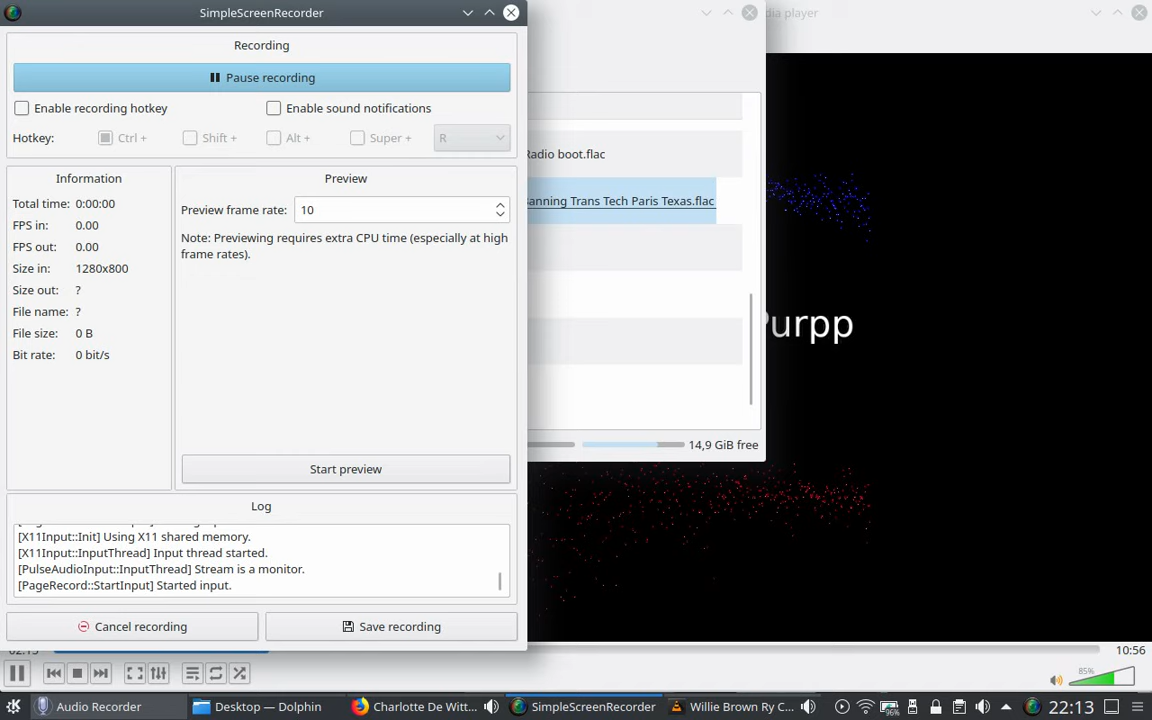 SimpleScreenRecorder
dia player
Recording
Pause recording
Enable recording hotkey
Enable sound notifications
Hotkey:
Ctrl +
Shift +
Alt +
Super +
R
Information
Total time: 0:00:00
FPS in: 0.00
FPS out: 0.00
Size in: 1280x800
Size out: ?
File name: ?
File size: 0 B
Bit rate: 0 bit/s
Preview
Preview frame rate: 10
Note: Previewing requires extra CPU time (especially at high
frame rates).
Start preview
Radio boot.flac
anning Trans Tech Paris Texas.flac
14,9 GiB free
Purpp
Log
[X11Input::Init] Using X11 shared memory.
[X11Input::InputThread] Input thread started.
[PulseAudioInput::InputThread] Stream is a monitor.
[PageRecord::StartInput] Started input.
Cancel recording
Save recording
10:56
85%
Audio Recorder
Desktop — Dolphin
Charlotte De Witt...
SimpleScreenRecorder
Willie Brown Ry C...
96%
22:13